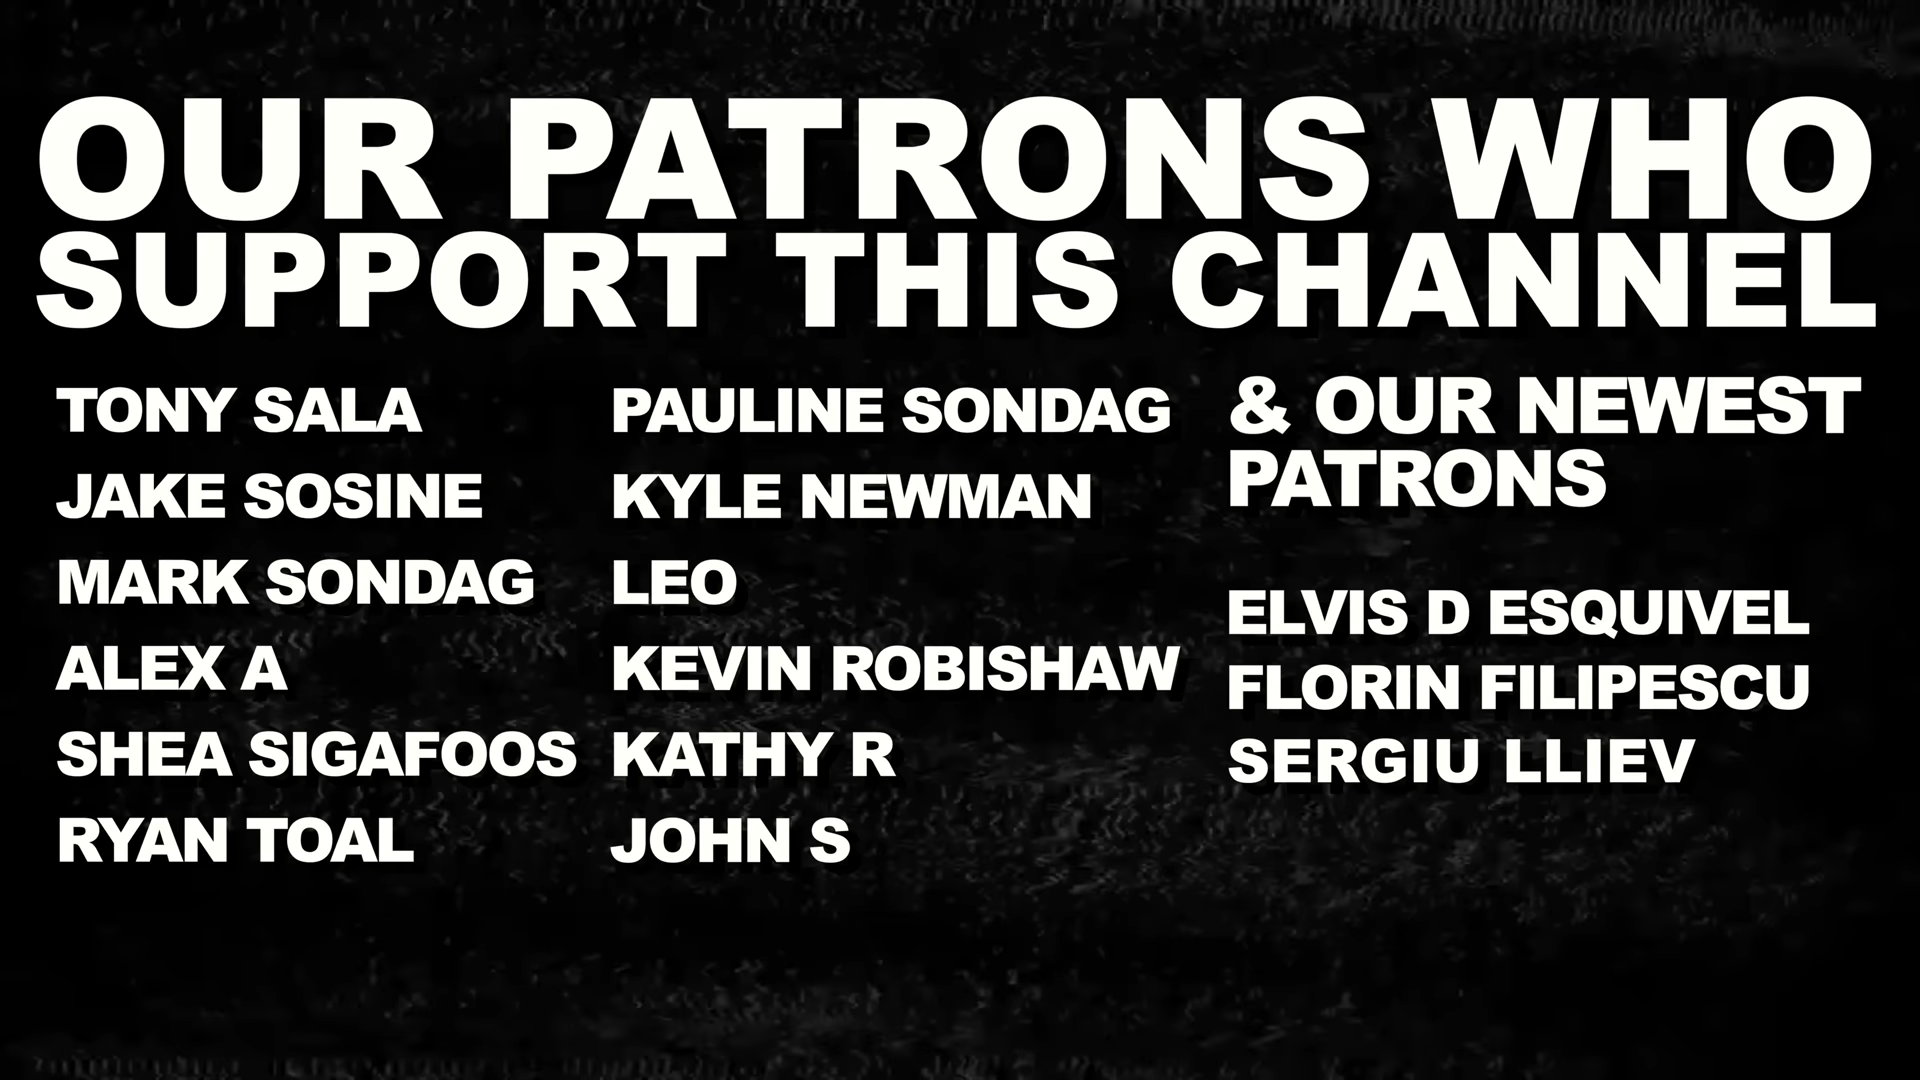 OUR PATRONS WHO
SUPPORT THIS CHANNEL
TONY SALA
JAKE SOSINE
MARK SONDAG
ALEX A
SHEA SIGAFOOS
RYAN TOAL
PAULINE SONDAG
KYLE NEWMAN
LEO
KEVIN ROBISHAW
KATHY R
JOHN S
& OUR NEWEST
PATRONS
ELVIS D ESQUIVEL
FLORIN FILIPESCU
SERGIU LLIEV